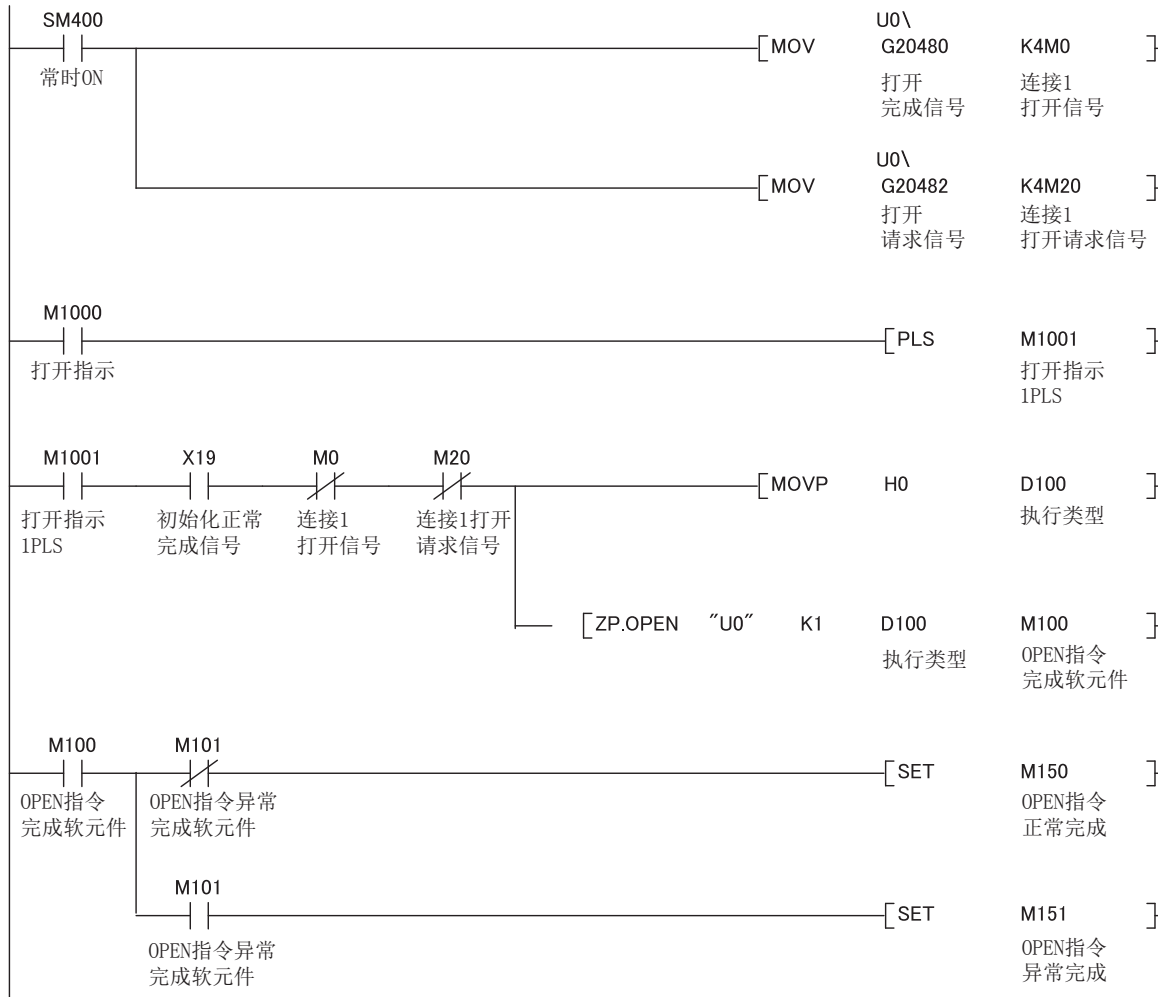 SM400
U0\
[MOV G20480 K4M0 ]
常时ON
打开
完成信号
连接1
打开信号
U0\
[MOV G20482 K4M20 ]
打开
请求信号
连接1
打开请求信号
M1000
[PLS M1001 ]
打开指示
打开指示
1PLS
M1001 X19 M0 M20
[MOVP H0 D100 ]
打开指示
1PLS
初始化正常
完成信号
连接1
打开信号
连接1打开
请求信号
执行类型
[ZP.OPEN "U0" K1 D100 M100 ]
执行类型
OPEN指令
完成软元件
M100 M101
[SET M150 ]
OPEN指令
完成软元件
OPEN指令异常
完成软元件
OPEN指令
正常完成
M101
[SET M151 ]
OPEN指令异常
完成软元件
OPEN指令
异常完成